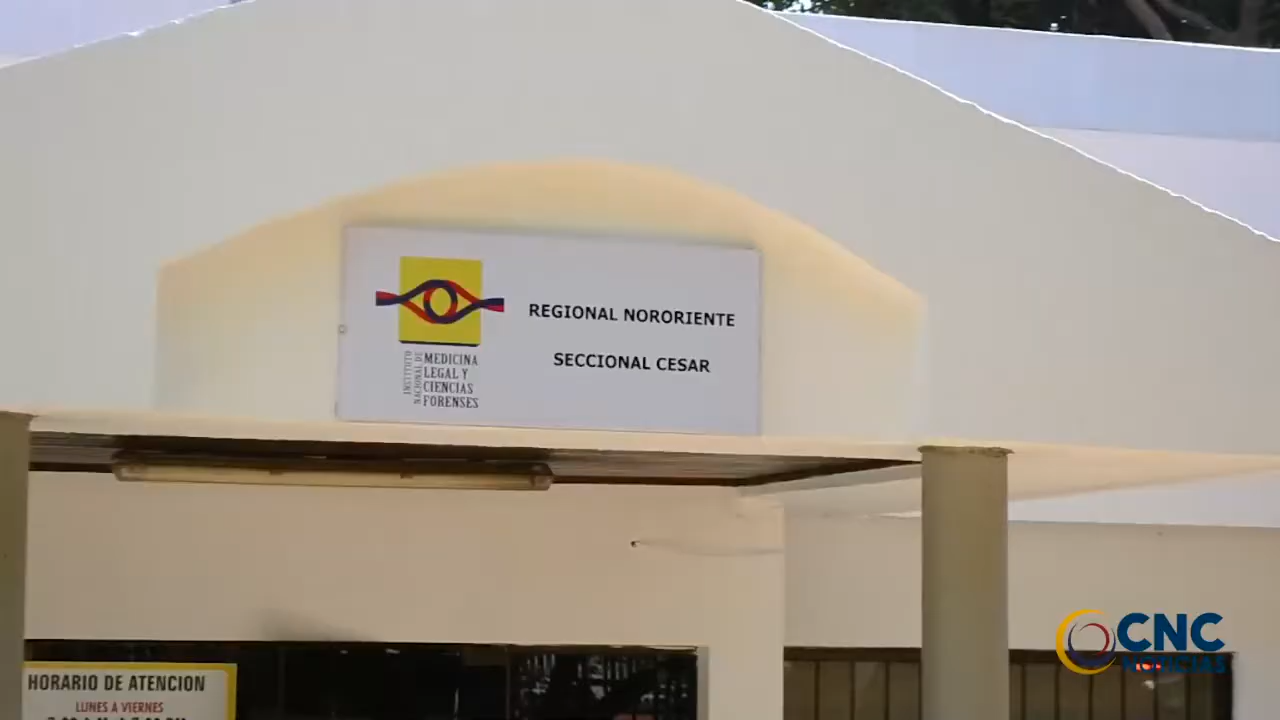 REGIONAL NORORIENTE
SECCIONAL CESAR
INSTITUTO
NACIONAL DE
MEDICINA
LEGAL Y
CIENCIAS
FORENSES
HORARIO DE ATENCION
LUNES A VIERNES
CNC
NOTICIAS